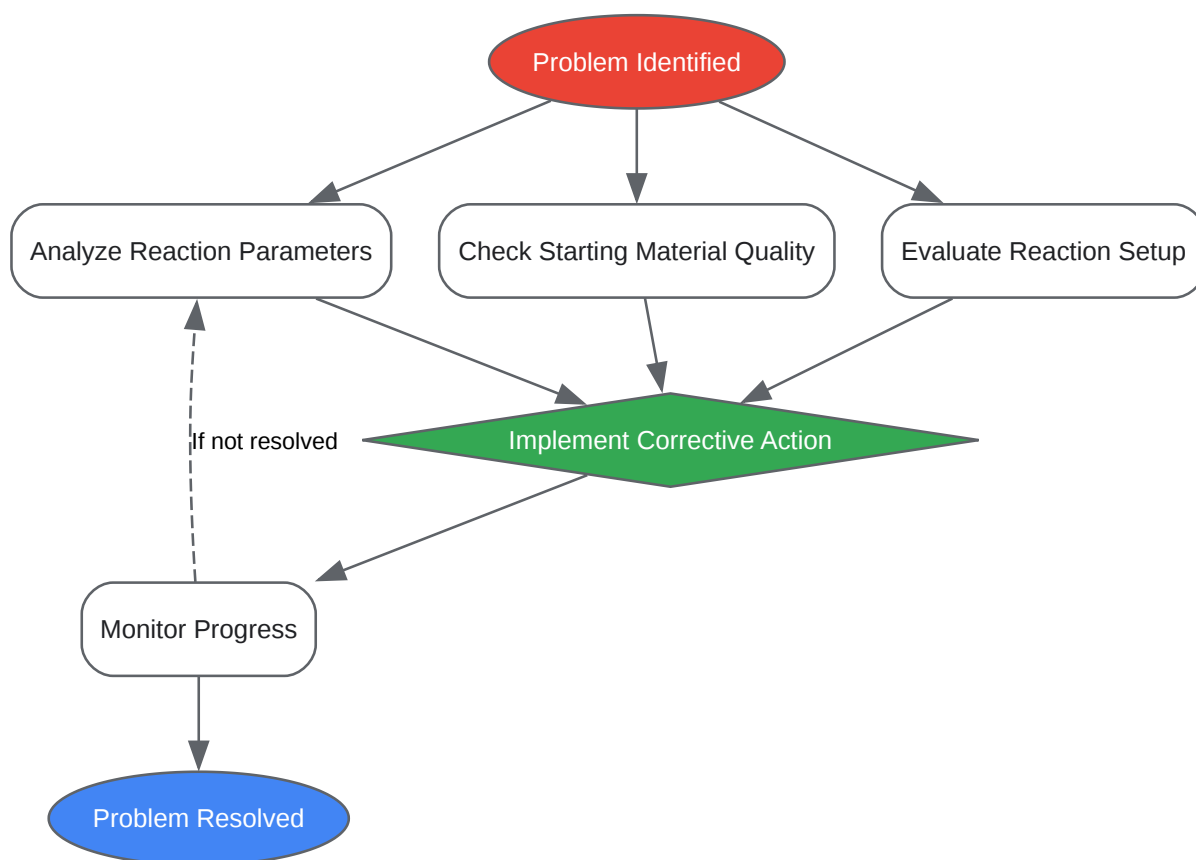 Problem Identified
Analyze Reaction Parameters
Check Starting Material Quality
Evaluate Reaction Setup
If not resolved
Implement Corrective Action
Monitor Progress
Problem Resolved